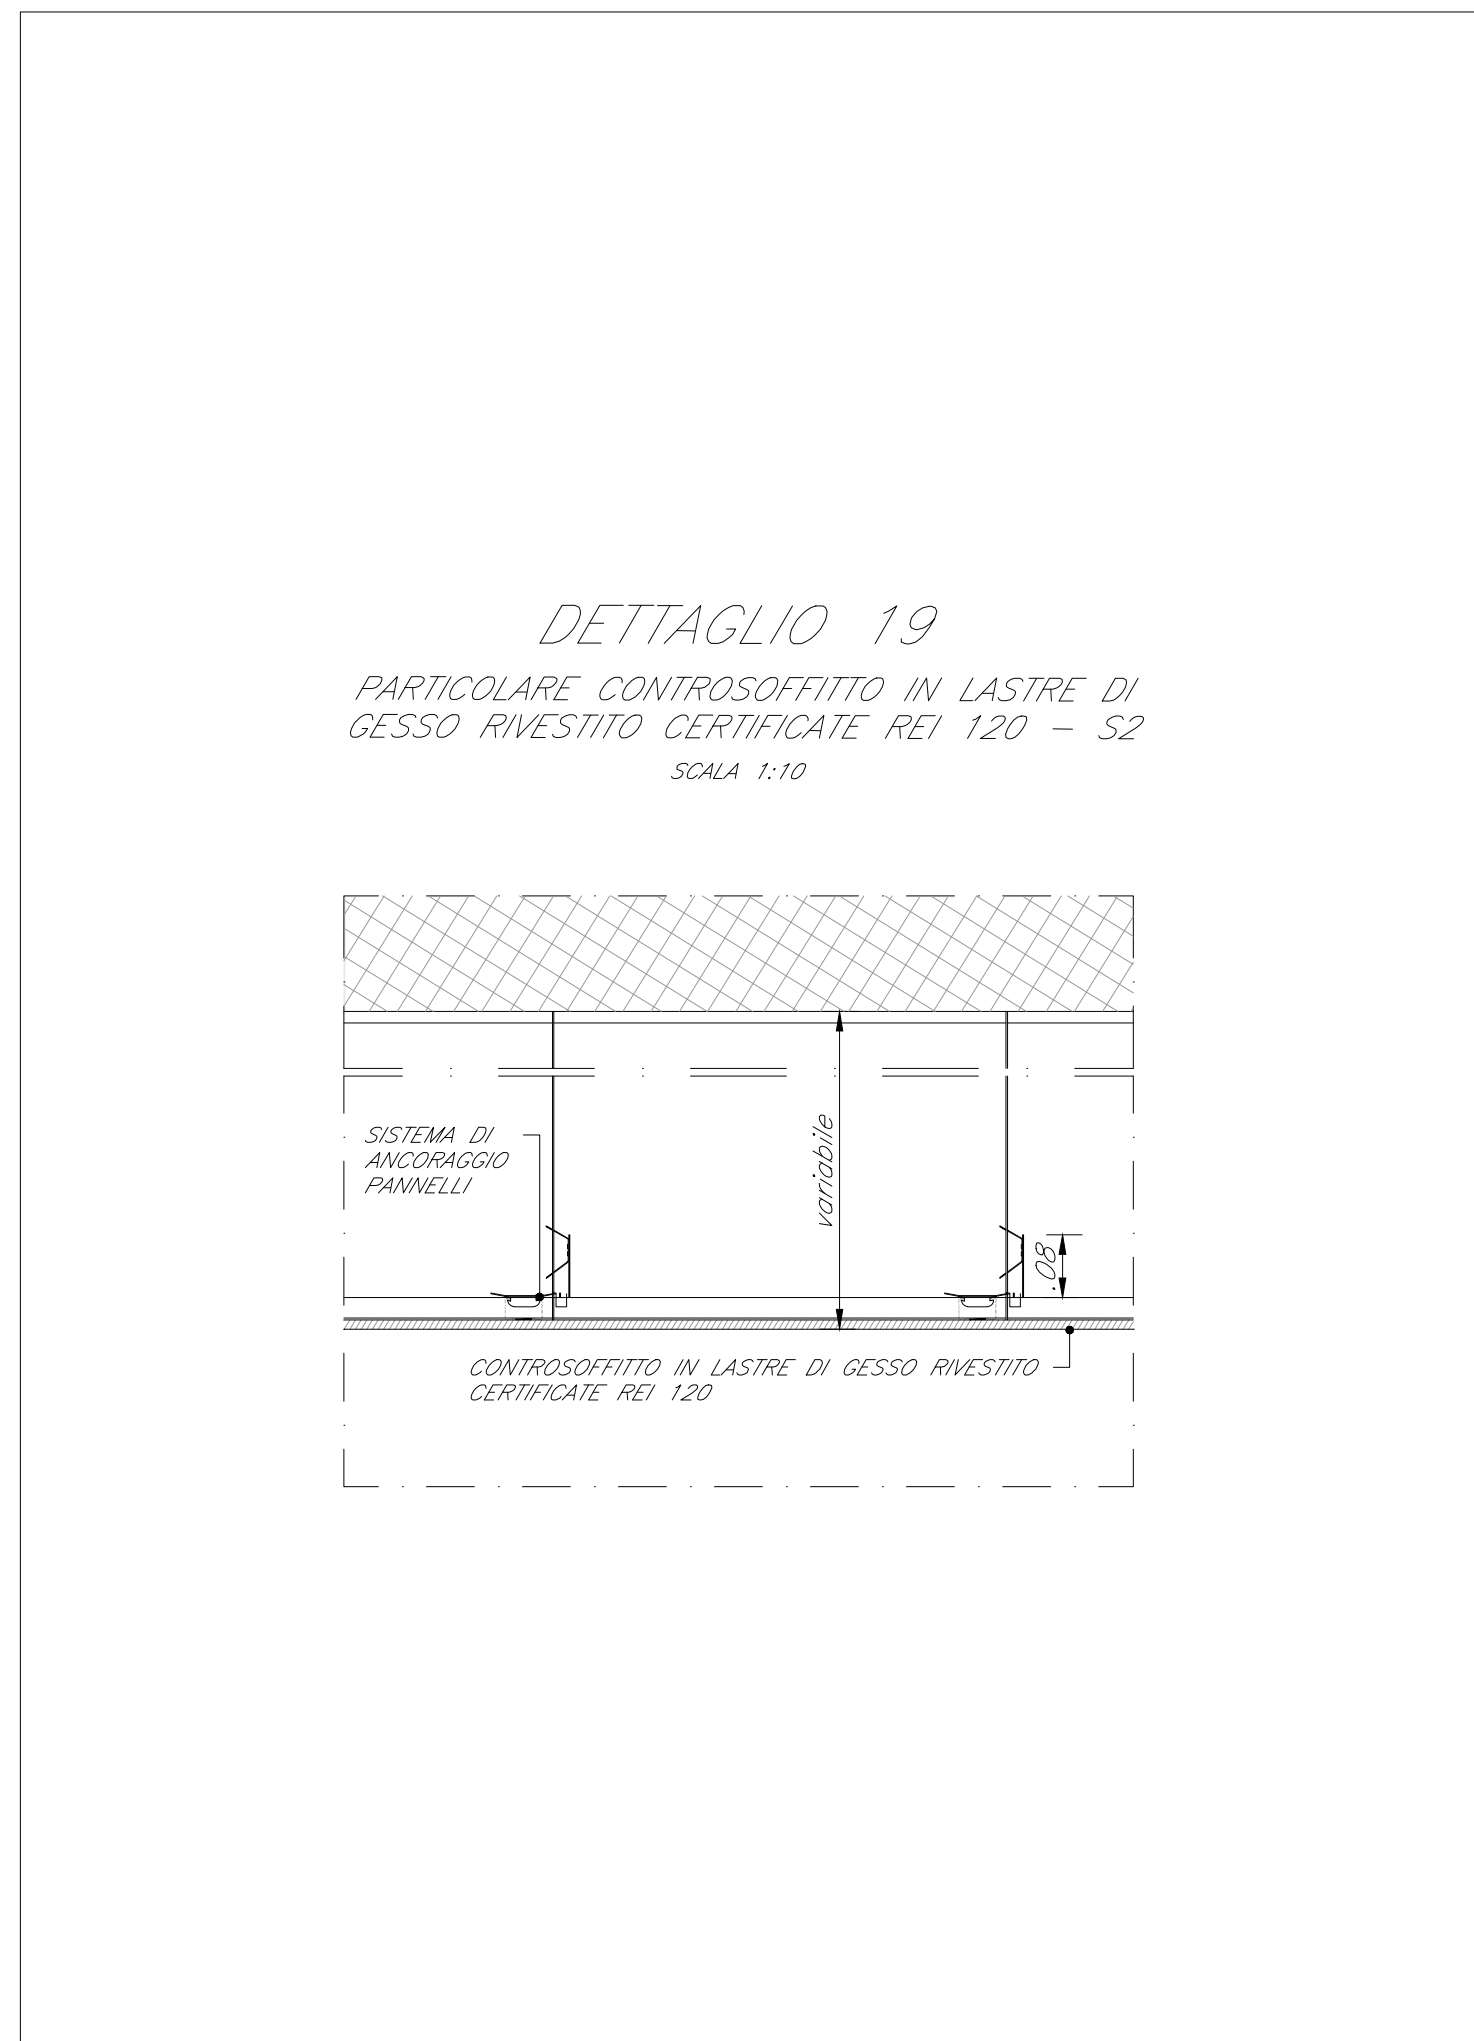 DETTAGLIO 19
PARTICOLARE CONTROSOFFITTO IN LASTRE DI
GESSO RIVESTITO CERTIFICATE REI 120 - S2
SCALA 1:10
SISTEMA DI
ANCORAGGIO
PANNELLI
variabile
.08
CONTROSOFFITTO IN LASTRE DI GESSO RIVESTITO
CERTIFICATE REI 120